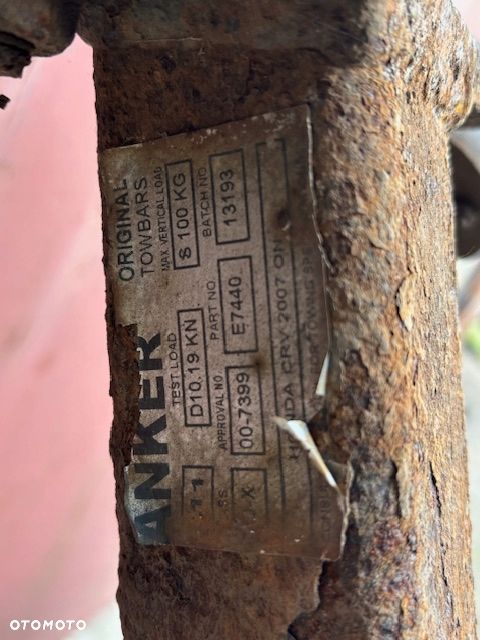 ANKER
ORIGINAL
TOWBARS
TEST LOAD
MAX. VERTICAL LOAD
11
D10.19 KN
S 100 KG
APPROVAL NO
PART NO
BATCH NO
00-7399
E7440
13193
HONDA CRV 2007 ON
OTOMOTO